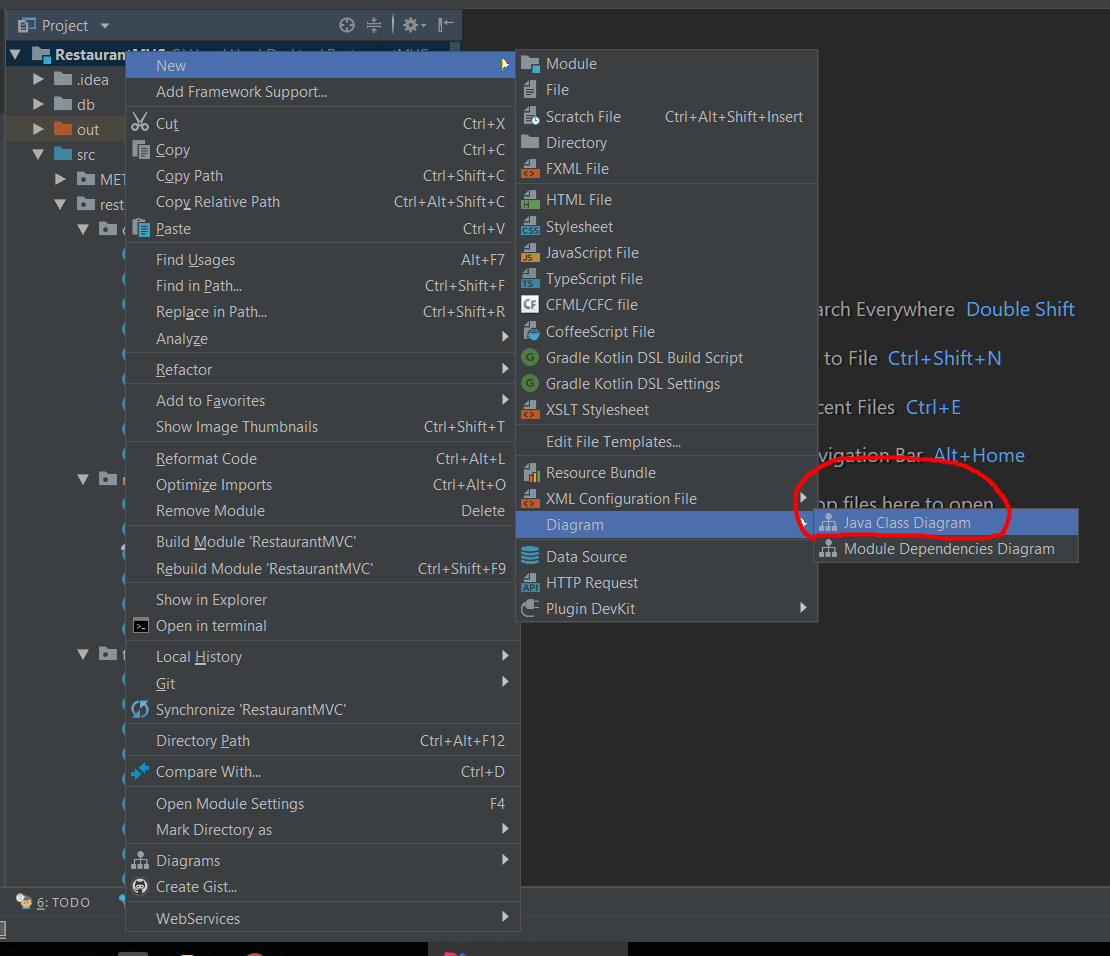 Project
RestaurantMVC
.idea
db
out
src
MET
rest
6: TODO
New
Add Framework Support...
Cut Ctrl+X
Copy Ctrl+C
Copy Path Ctrl+Shift+C
Copy Relative Path Ctrl+Alt+Shift+C
Paste Ctrl+V
Find Usages Alt+F7
Find in Path... Ctrl+Shift+F
Replace in Path... Ctrl+Shift+R
Analyze
Refactor
Add to Favorites
Show Image Thumbnails Ctrl+Shift+T
Reformat Code Ctrl+Alt+L
Optimize Imports Ctrl+Alt+O
Remove Module Delete
Build Module 'RestaurantMVC'
Rebuild Module 'RestaurantMVC' Ctrl+Shift+F9
Show in Explorer
Open in terminal
Local History
Git
Synchronize 'RestaurantMVC'
Directory Path Ctrl+Alt+F12
Compare With... Ctrl+D
Open Module Settings F4
Mark Directory as
Diagrams
Create Gist...
WebServices
Module
File
Scratch File Ctrl+Alt+Shift+Insert
Directory
FXML File
HTML File
Stylesheet
JavaScript File
TypeScript File
CFML/CFC file
CoffeeScript File
Gradle Kotlin DSL Build Script
Gradle Kotlin DSL Settings
XSLT Stylesheet
Edit File Templates...
Resource Bundle
XML Configuration File
Diagram
Data Source
HTTP Request
Plugin DevKit
Java Class Diagram
Module Dependencies Diagram
arch Everywhere Double Shift
to File Ctrl+Shift+N
cent Files Ctrl+E
vigation Bar Alt+Home
op files here to open